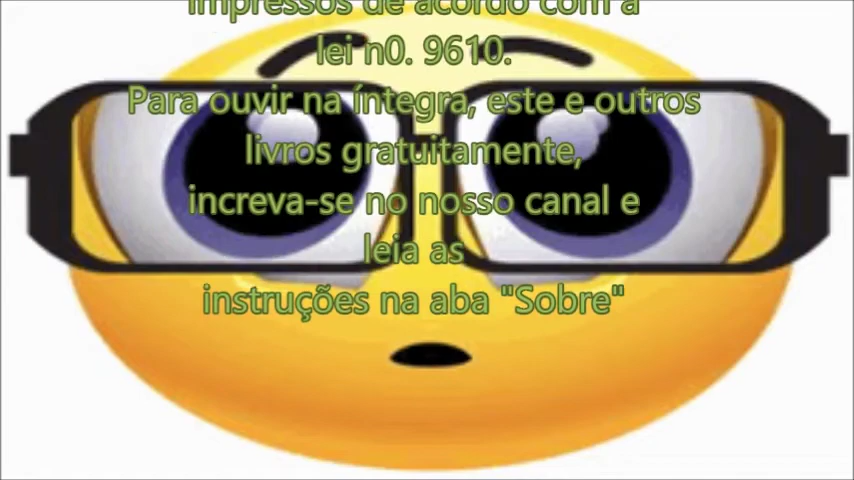 impressos de acordo com a
lei n0. 9610.
Para ouvir na íntegra, este e outros
livros gratuitamente,
increva-se no nosso canal e
leia as
instruções na aba "Sobre"